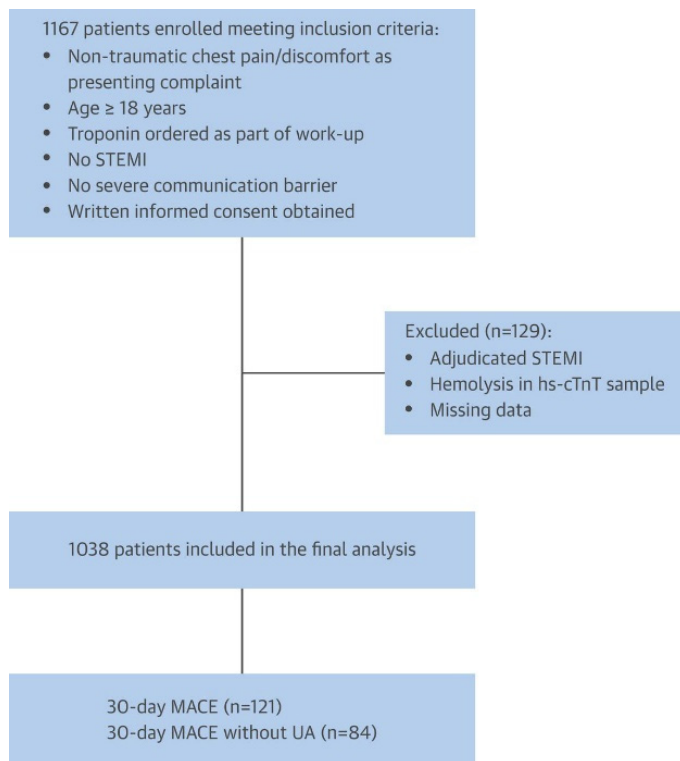 1167 patients enrolled meeting inclusion criteria:
• Non-traumatic chest pain/discomfort as
presenting complaint
• Age ≥ 18 years
• Troponin ordered as part of work-up
• No STEMI
• No severe communication barrier
• Written informed consent obtained
Excluded (n=129):
• Adjudicated STEMI
• Hemolysis in hs-cTnT sample
• Missing data
1038 patients included in the final analysis
30-day MACE (n=121)
30-day MACE without UA (n=84)